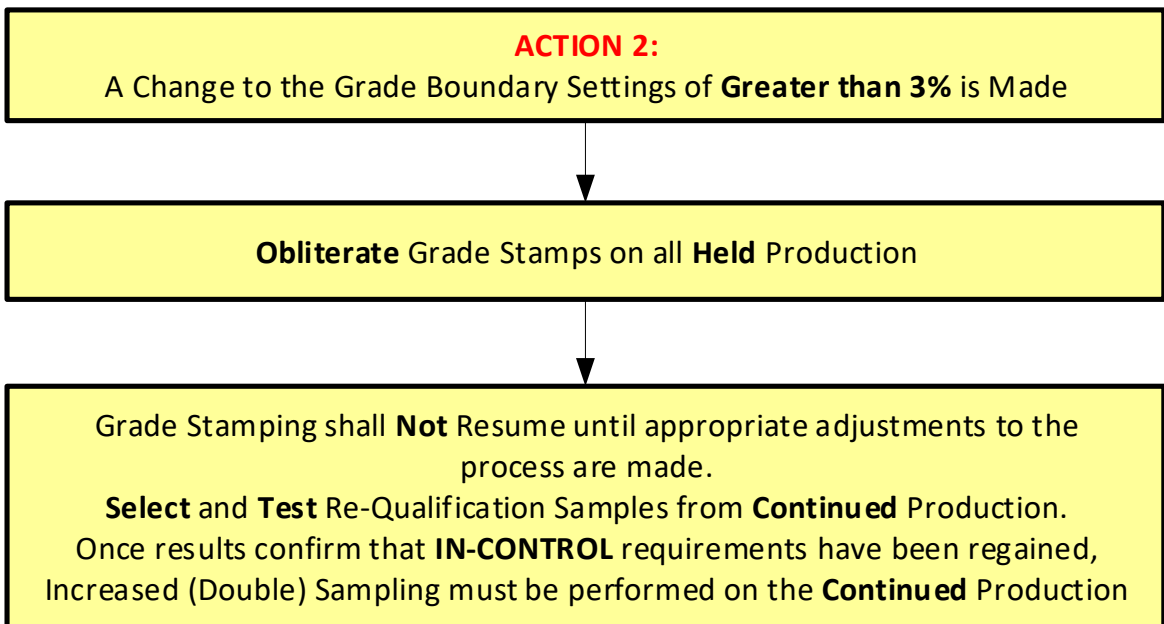 ACTION 2:
A Change to the Grade Boundary Settings of Greater than 3% is Made
Obliterate Grade Stamps on all Held Production
Grade Stamping shall Not Resume until appropriate adjustments to the
process are made.
Select and Test Re-Qualification Samples from Continued Production.
Once results confirm that IN-CONTROL requirements have been regained,
Increased (Double) Sampling must be performed on the Continued Production